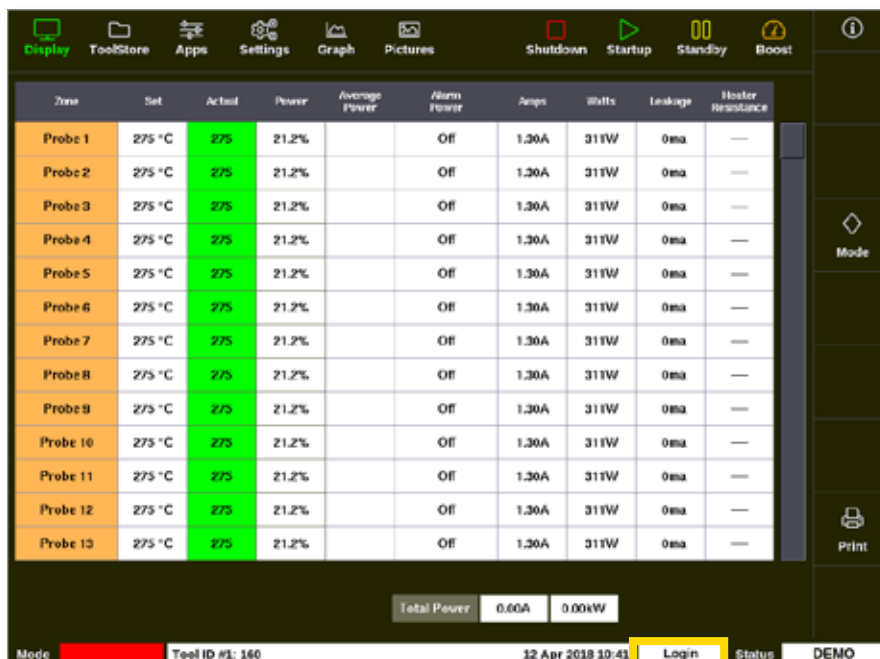 Display ToolStore Apps Settings Graph Pictures Shutdown Startup Standby Boost
Zone Set Actual Power Average Power Alarm Power Amps Watts Leakage Heater Resistance
Probe 1 275 °C 275 21.2% Off 1.30A 311W 0ma —
Probe 2 275 °C 275 21.2% Off 1.30A 311W 0ma —
Probe 3 275 °C 275 21.2% Off 1.30A 311W 0ma —
Probe 4 275 °C 275 21.2% Off 1.30A 311W 0ma —
Mode
Probe 5 275 °C 275 21.2% Off 1.30A 311W 0ma —
Probe 6 275 °C 275 21.2% Off 1.30A 311W 0ma —
Probe 7 275 °C 275 21.2% Off 1.30A 311W 0ma —
Probe 8 275 °C 275 21.2% Off 1.30A 311W 0ma —
Probe 9 275 °C 275 21.2% Off 1.30A 311W 0ma —
Probe 10 275 °C 275 21.2% Off 1.30A 311W 0ma —
Probe 11 275 °C 275 21.2% Off 1.30A 311W 0ma —
Probe 12 275 °C 275 21.2% Off 1.30A 311W 0ma —
Probe 13 275 °C 275 21.2% Off 1.30A 311W 0ma —
Print
Total Power 0.00A 0.00kW
Mode Tool ID #1: 160 12 Apr 2018 10:41 Login Status DEMO